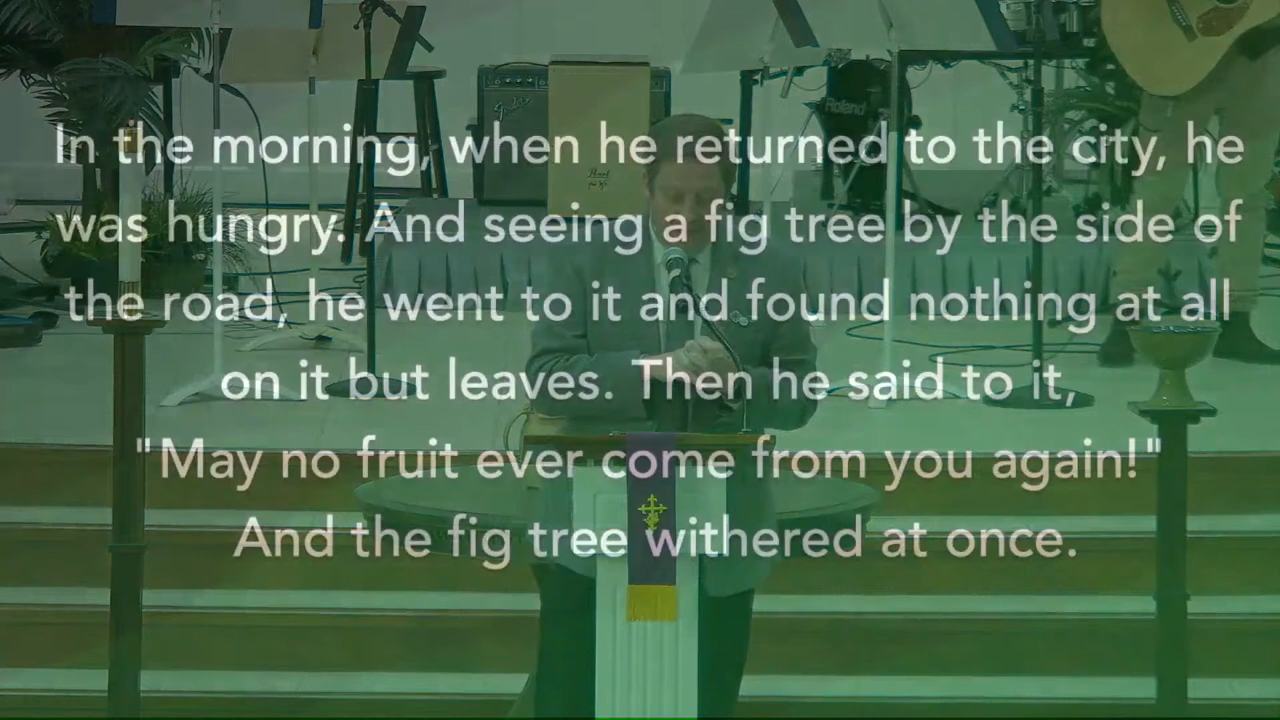 In the morning, when he returned to the city, he
was hungry. And seeing a fig tree by the side of
the road, he went to it and found nothing at all
on it but leaves. Then he said to it,
"May no fruit ever come from you again!"
And the fig tree withered at once.
Fender
Roland
Pearl